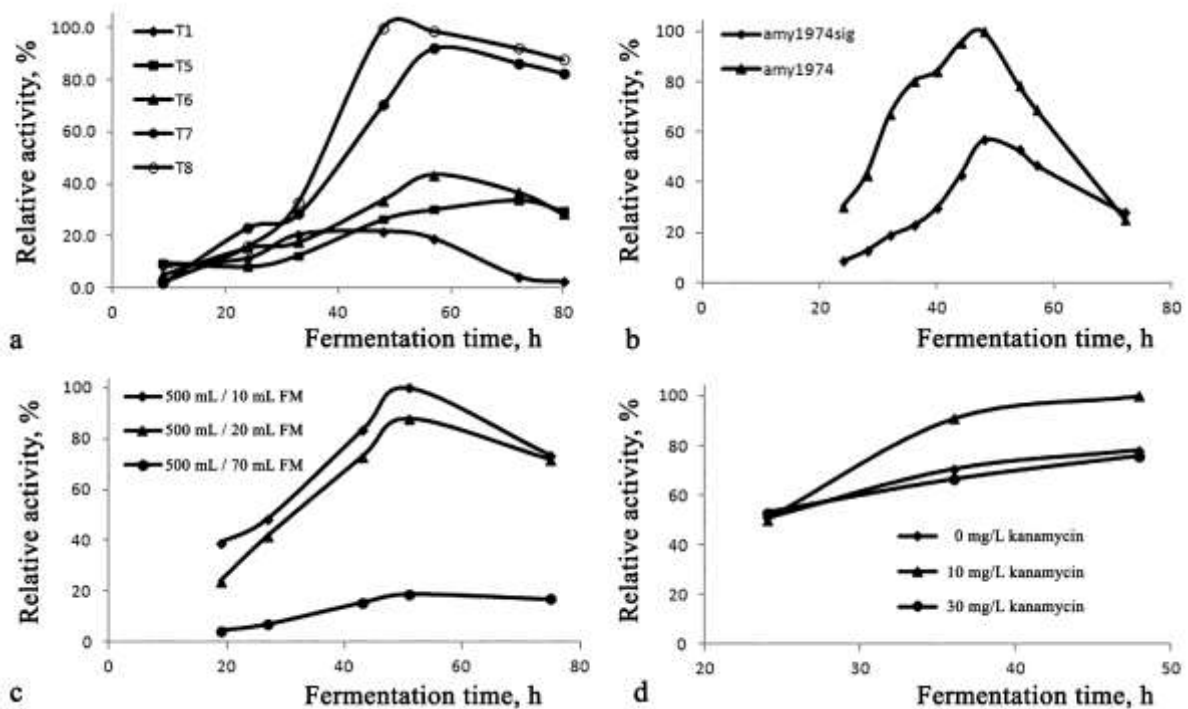 Relative activity, %
100.0
80.0
60.0
40.0
20.0
0.0
T1
T5
T6
T7
T8
0 20 40 60 80
Fermentation time, h
a
Relative activity, %
100
80
60
40
20
0
amy1974sig
amy1974
0 20 40 60 80
Fermentation time, h
b
Relative activity, %
100
80
60
40
20
0
500 mL / 10 mL FM
500 mL / 20 mL FM
500 mL / 70 mL FM
0 20 40 60 80
Fermentation time, h
c
Relative activity, %
100
80
60
40
20
0
0 mg/L kanamycin
10 mg/L kanamycin
30 mg/L kanamycin
20 30 40 50
Fermentation time, h
d